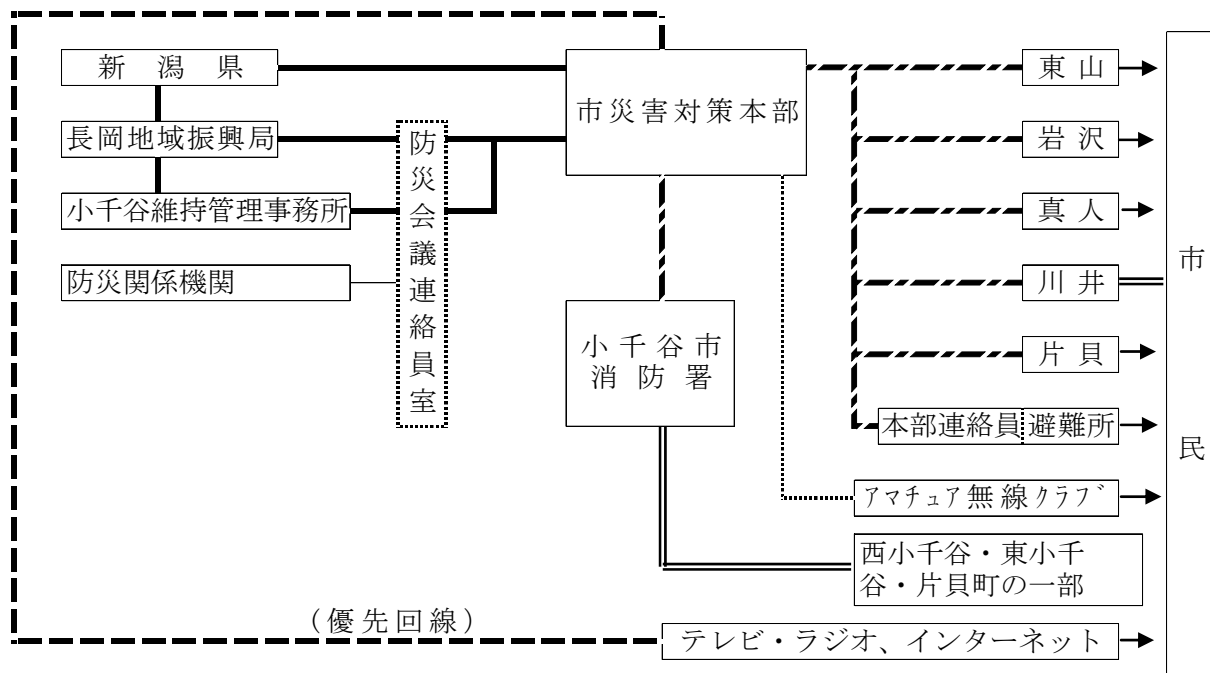 新潟県
市災害対策本部
東山
長岡地域振興局
防災会議連絡員室
岩沢
小千谷維持管理事務所
真人
防災関係機関
川井
市民
小千谷市
消防署
片貝
本部連絡員 避難所
ｱﾏﾁｭｱ無線ｸﾗﾌﾞ
西小千谷・東小千
谷・片貝町の一部
(優先回線)
テレビ・ラジオ、インターネット